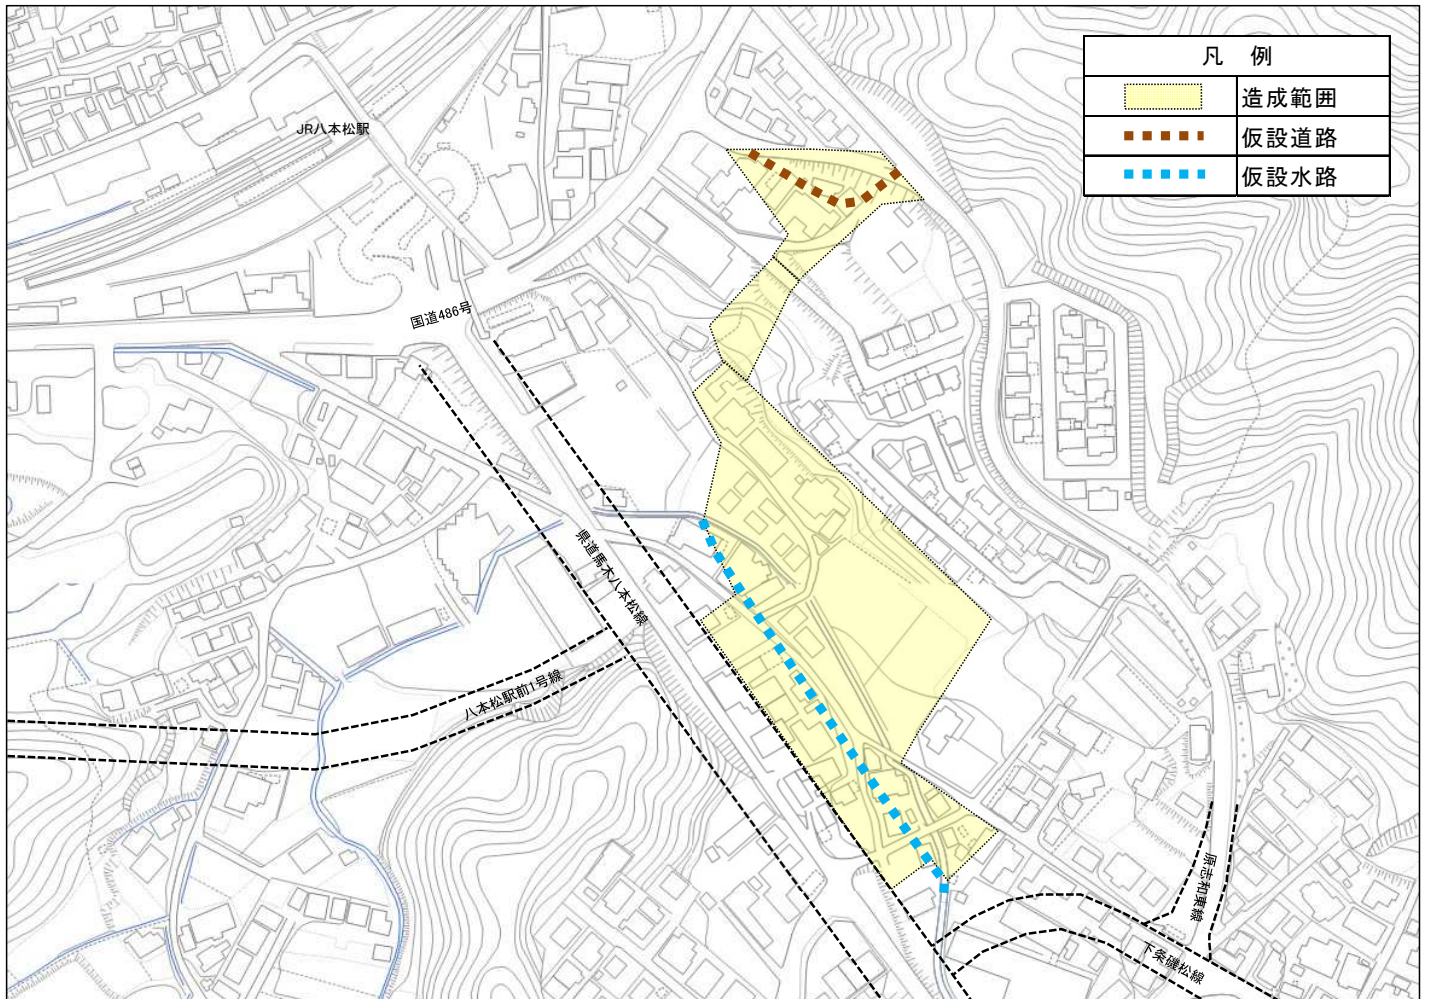 凡 例
造成範囲
仮設道路
仮設水路
JR八本松駅
国道486号
県道馬木八本松線
八本松駅前1号線
原志和東線
下条磯松線